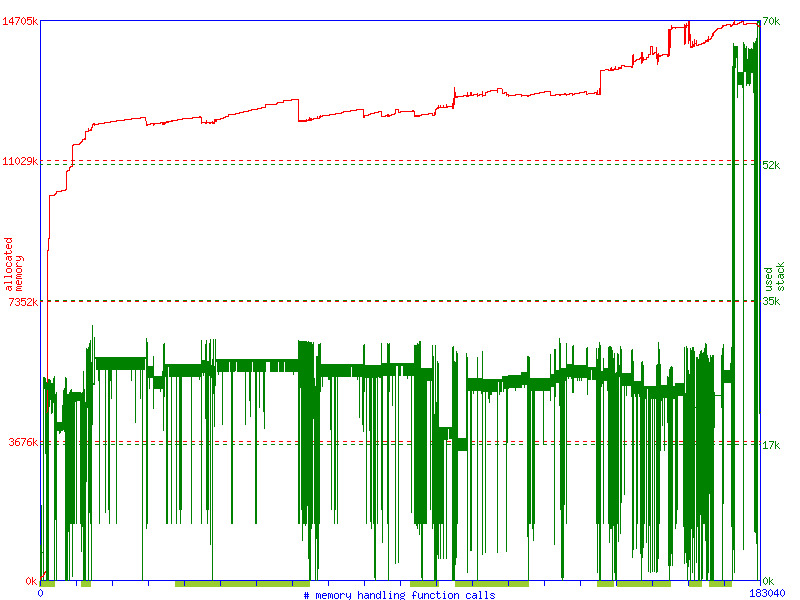 14705k
70k
11029k
52k
allocated
memory
used
stack
7352k
35k
3676k
17k
0k
0k
0
# memory handling function calls
183040